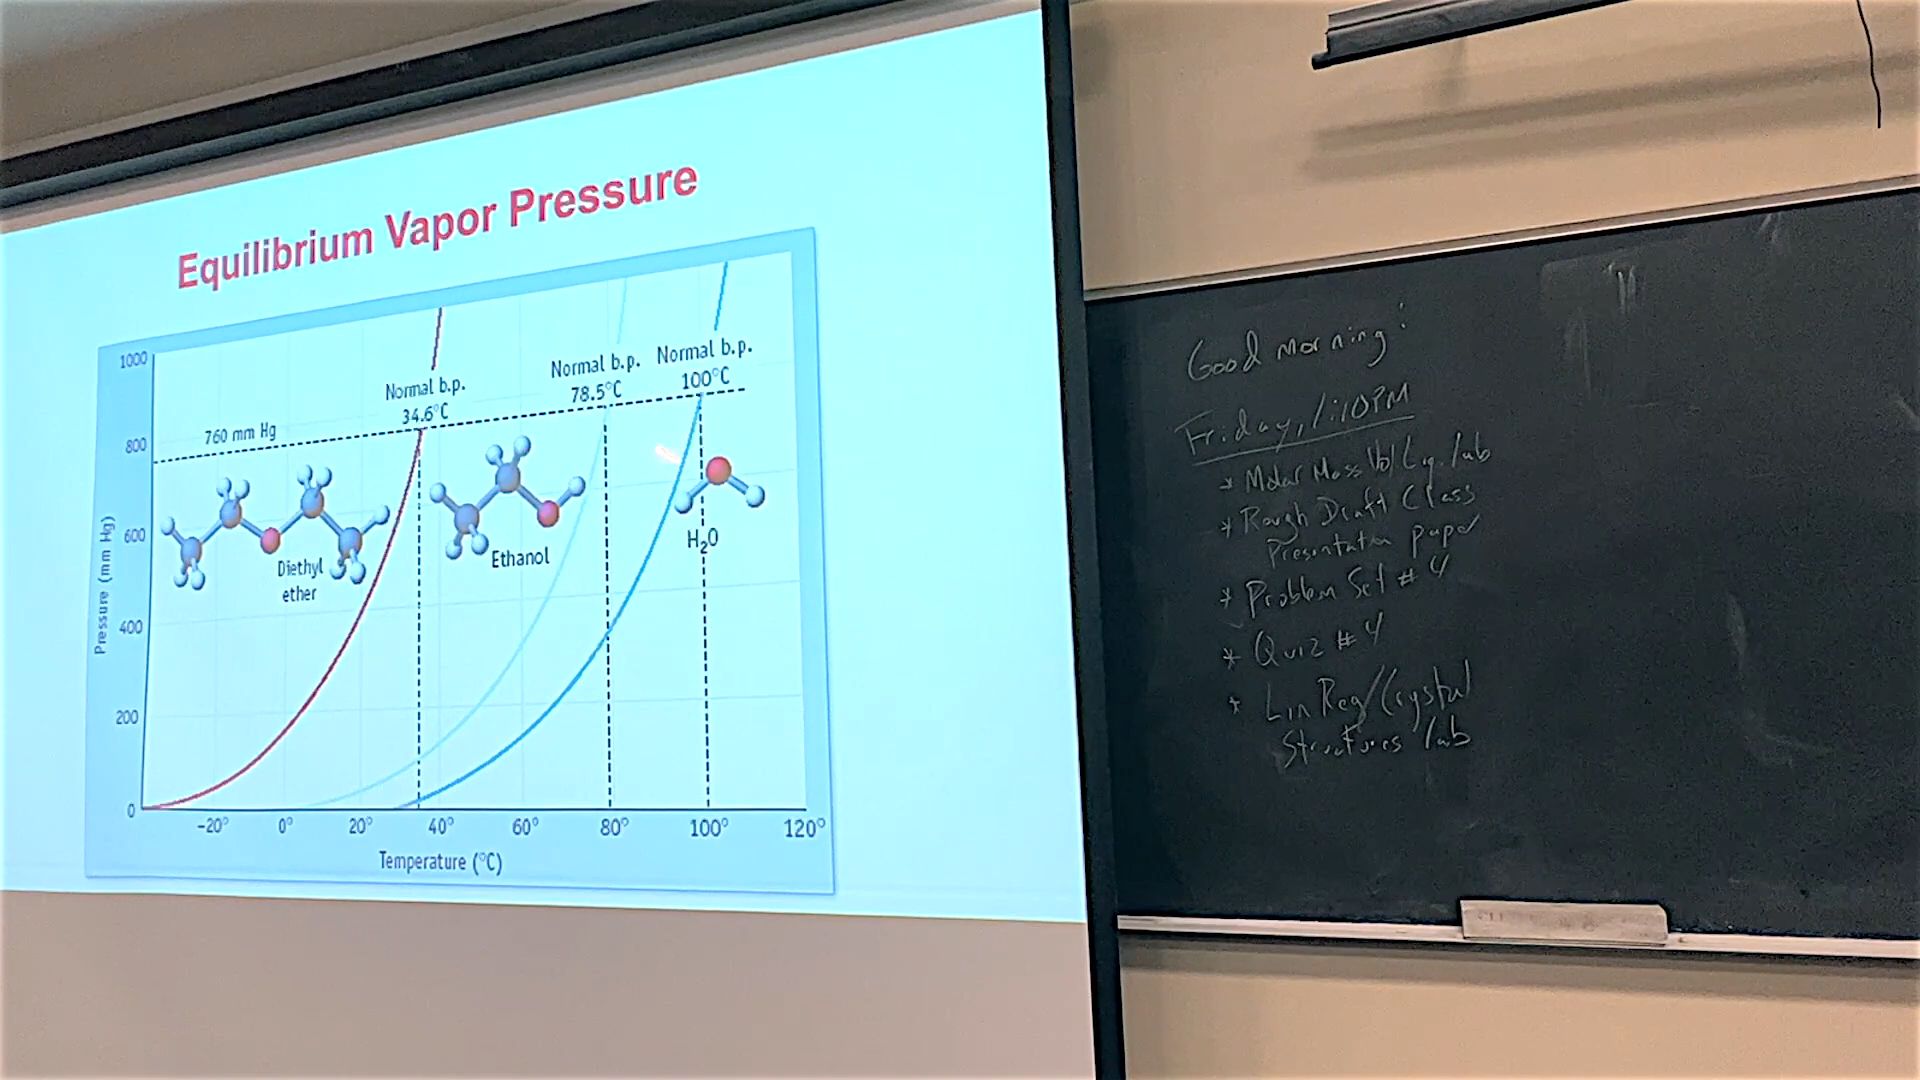 Equilibrium Vapor Pressure
1000
800
600
400
200
0
Pressure (mm Hg)
760 mm Hg
Normal b.p.
34.6°C
Normal b.p.
78.5°C
Normal b.p.
100°C
Diethyl
ether
Ethanol
H₂O
-20° 0° 20° 40° 60° 80° 100° 120°
Temperature (°C)
Good morning:
Friday, 1:10PM
* Molar Mass Vol Liq. lab
* Rough Draft Class
Presentation paper
* Problem Set # 4
* Quiz # 4
* Lin Reg/Crystal
Structures lab